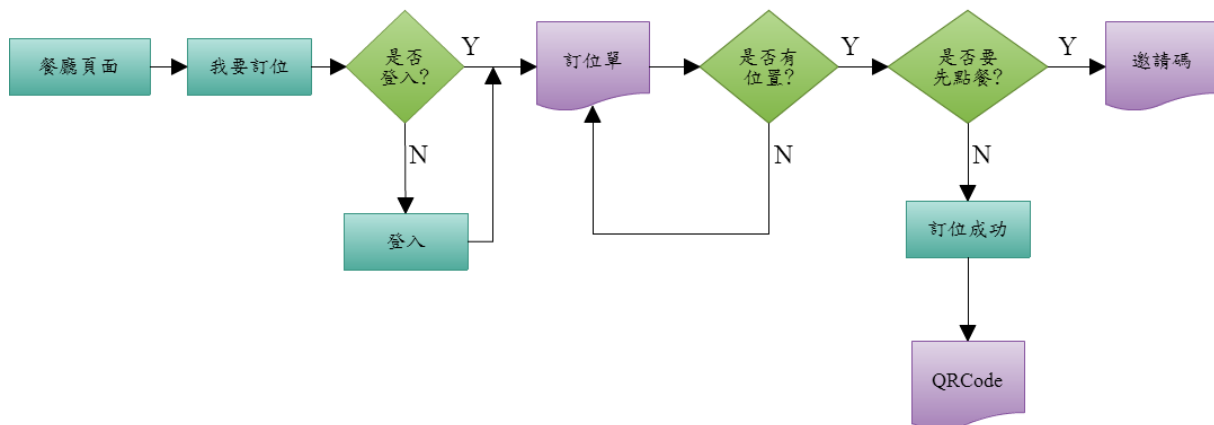 餐廳頁面
我要訂位
是否
登入?
Y
訂位單
是否有
位置?
Y
是否要
先點餐?
Y
邀請碼
N
N
N
登入
訂位成功
QRCode